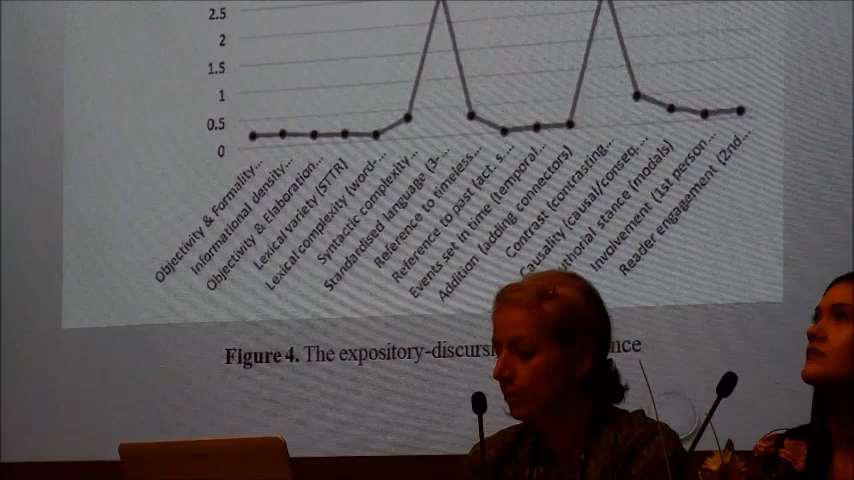 2.5
2
1.5
1
0.5
0
Objectivity & Formality...
Informational density...
Objectivity & Elaboration...
Lexical variety (STTR)
Lexical complexity (word-...
Syntactic complexity...
Standardised language (3-...
Reference to timeless...
Reference to past (act. s....
Events set in time (temporal...
Addition (adding connectors)
Contrast (contrasting...
Causality (causal/conseq....
uthorial stance (modals)
Involvement (1st person...
Reader engagement (2nd...
Figure 4. The expository-discursi nce